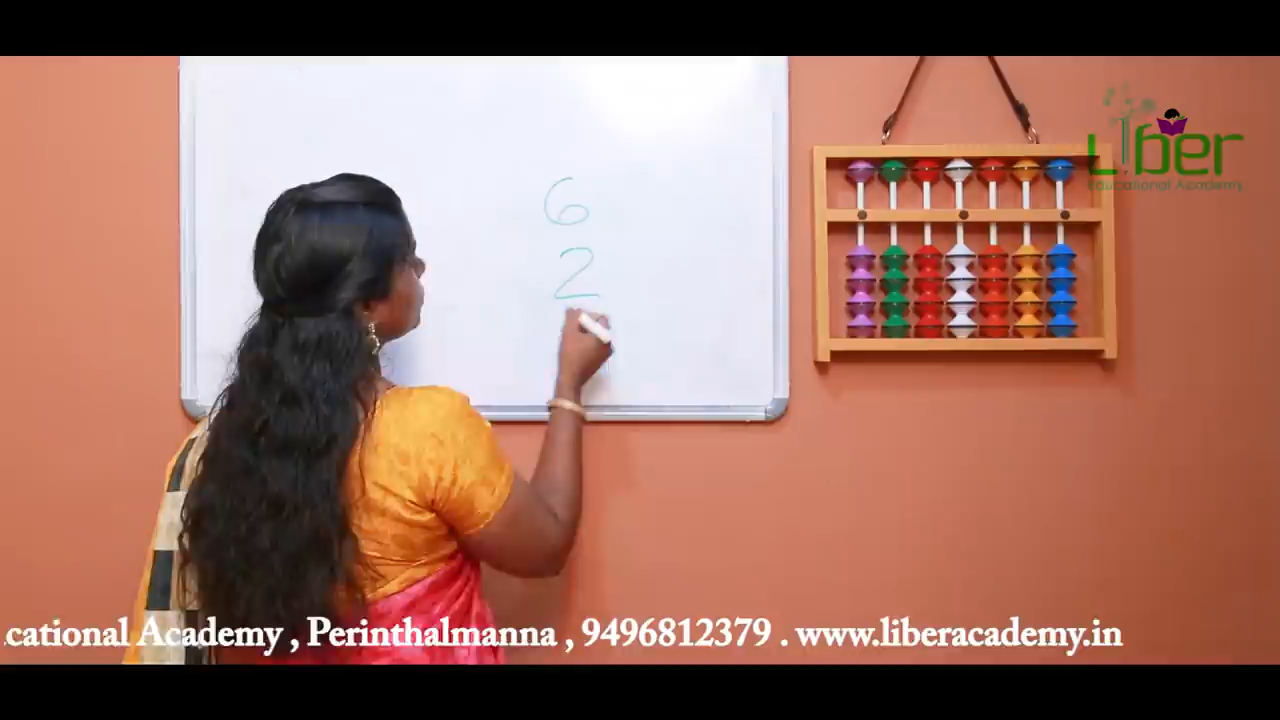 Liber
Educational Academy
6
2
cational Academy , Perinthalmanna , 9496812379 . www.liberacademy.in